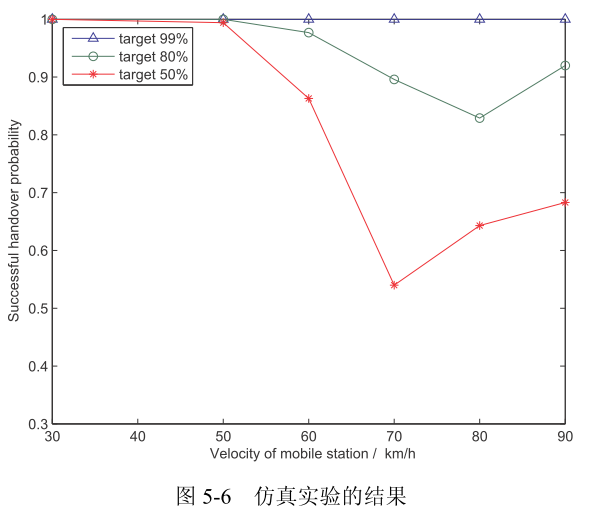 1
target 99%
target 80%
target 50%
0.9
0.8
0.7
0.6
0.5
0.4
0.3
Successful handover probability
30 40 50 60 70 80 90
Velocity of mobile station / km/h
图 5-6 仿真实验的结果